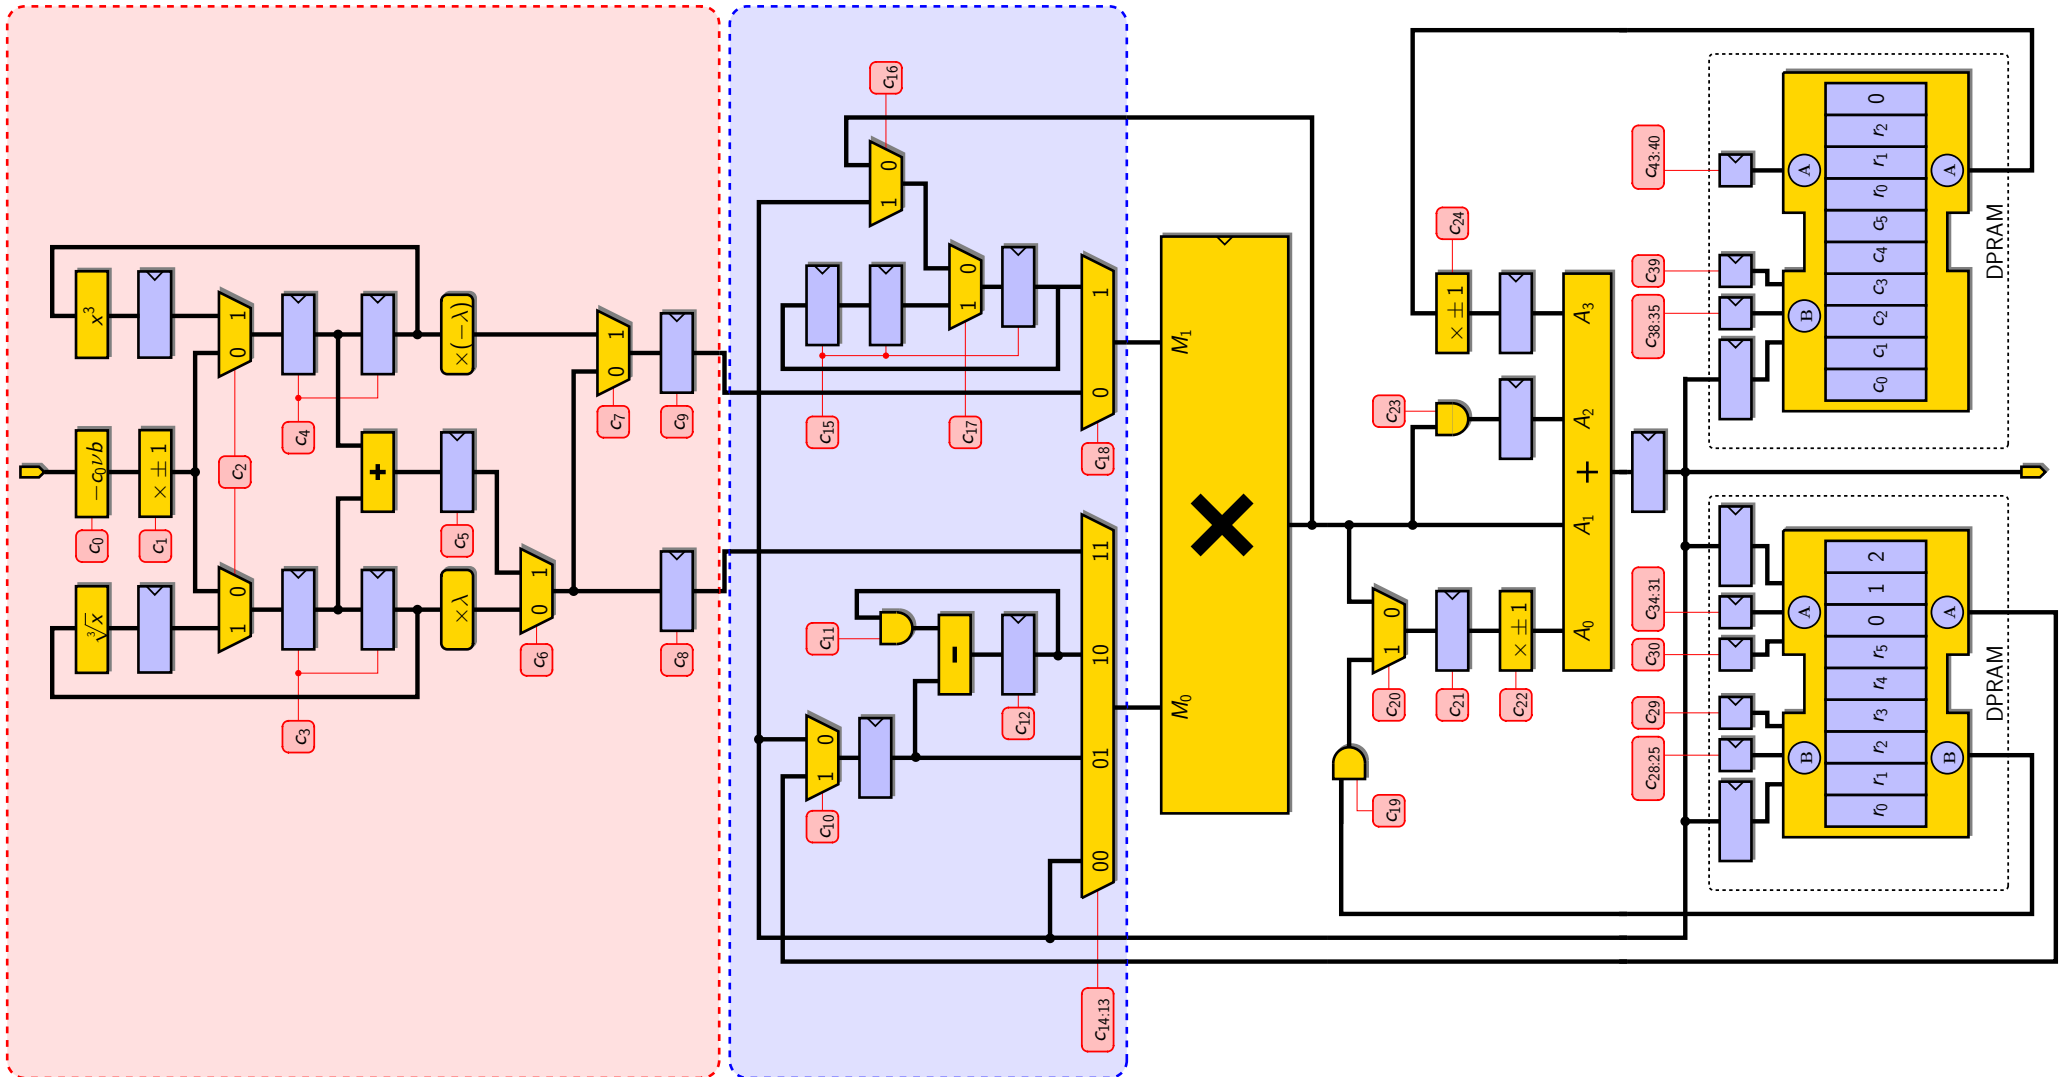 x³
0
1
× (−λ)
0
1
c₇
c₉
−c₀νb
× ± 1
c₀
c₁
c₂
c₄
+
c₅
∛x
1
0
× λ
0
1
c₆
c₈
c₃
c₁₆
1
0
1
0
c₁₅
c₁₇
0
1
c₁₈
c₁₁
-
c₁₂
1
0
c₁₀
00
01
10
11
c₁₄:₁₃
M₁
M₀
×
c₂₄
× ± 1
c₂₃
1
0
c₂₀
c₂₁
× ± 1
c₂₂
c₁₉
A₀
A₁
+
A₂
A₃
c₄₃:₄₀
c₃₉
c₃₈:₃₅
A
B
c₀
c₁
c₂
c₃
c₄
c₅
r₀
r₁
r₂
0
A
DPRAM
c₃₄:₃₁
c₃₀
c₂₉
c₂₈:₂₅
A
B
r₀
r₁
r₂
r₃
r₄
r₅
0
1
2
A
B
DPRAM